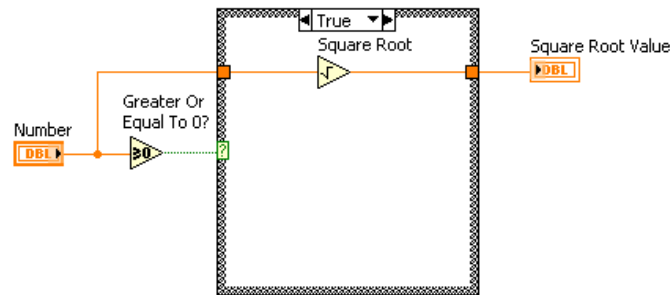 True
Square Root
Square Root Value
DBL
Greater Or
Equal To 0?
Number
DBL
≥0
?